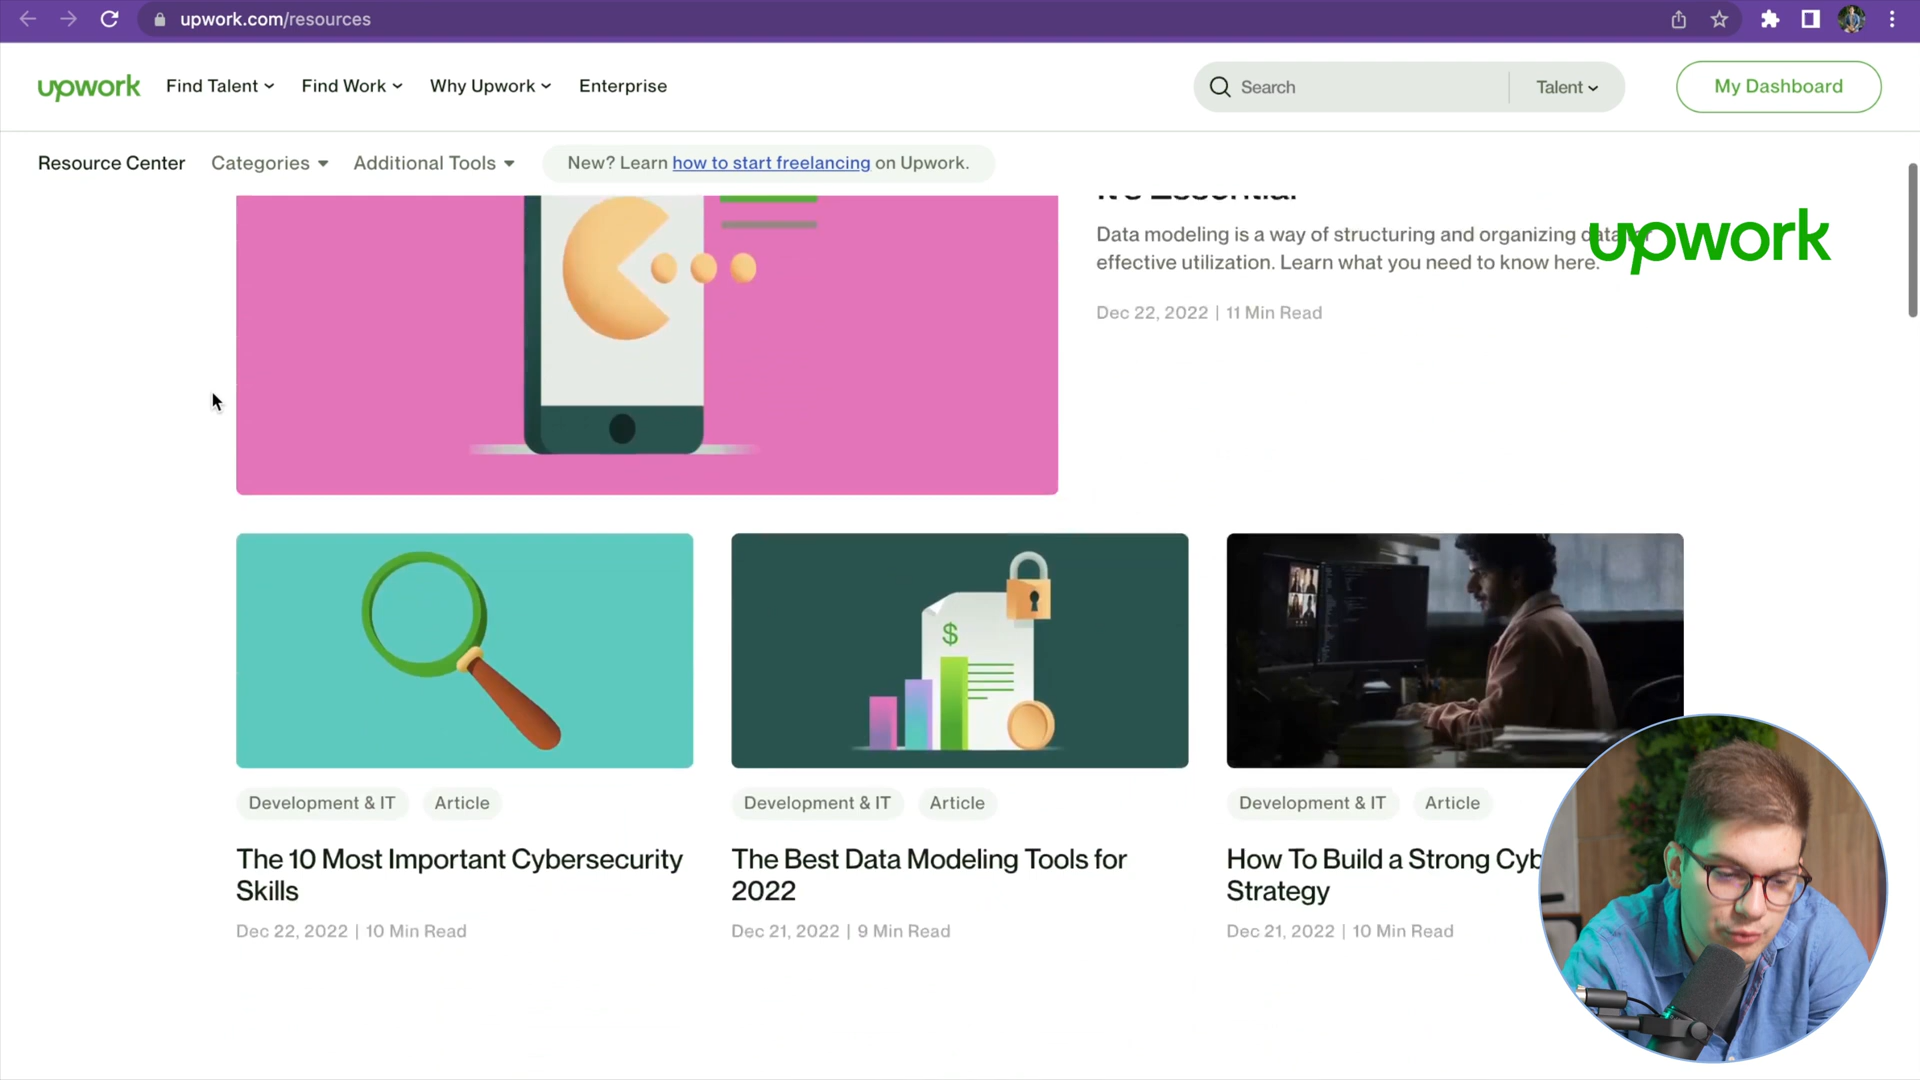 upwork.com/resources
upwork Find Talent Find Work Why Upwork Enterprise Search Talent My Dashboard
Resource Center Categories Additional Tools New? Learn how to start freelancing on Upwork.
It's Essential
upwork
Data modeling is a way of structuring and organizing data
effective utilization. Learn what you need to know here.
Dec 22, 2022 | 11 Min Read
$
Development & IT Article
The 10 Most Important Cybersecurity
Skills
Dec 22, 2022 | 10 Min Read
Development & IT Article
The Best Data Modeling Tools for
2022
Dec 21, 2022 | 9 Min Read
Development & IT Article
How To Build a Strong Cyb
Strategy
Dec 21, 2022 | 10 Min Read